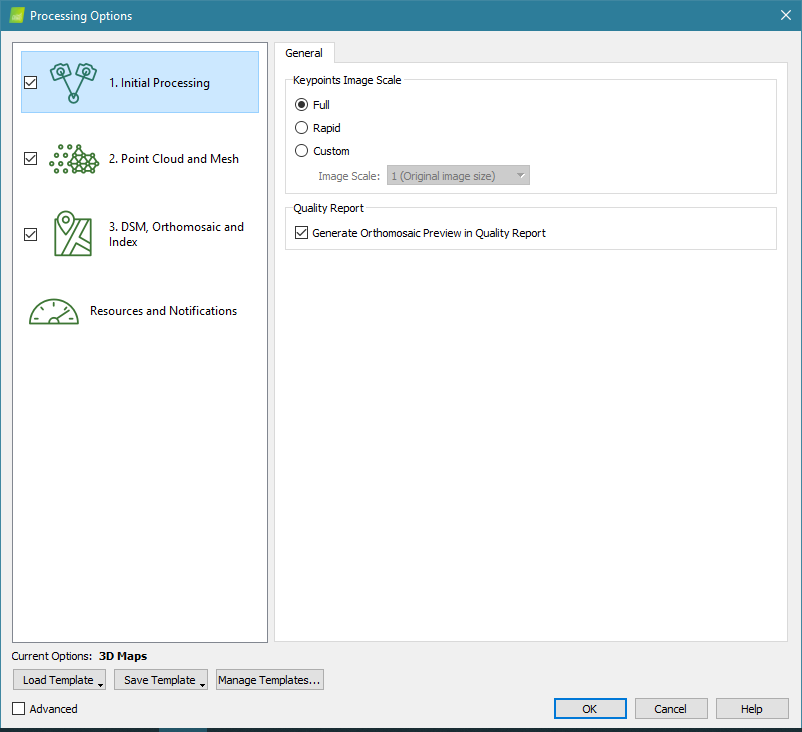 Processing Options
1. Initial Processing
2. Point Cloud and Mesh
3. DSM, Orthomosaic and
Index
Resources and Notifications
General
Keypoints Image Scale
Full
Rapid
Custom
Image Scale: 1 (Original image size)
Quality Report
Generate Orthomosaic Preview in Quality Report
Current Options: 3D Maps
Load Template Save Template Manage Templates...
Advanced
OK Cancel Help